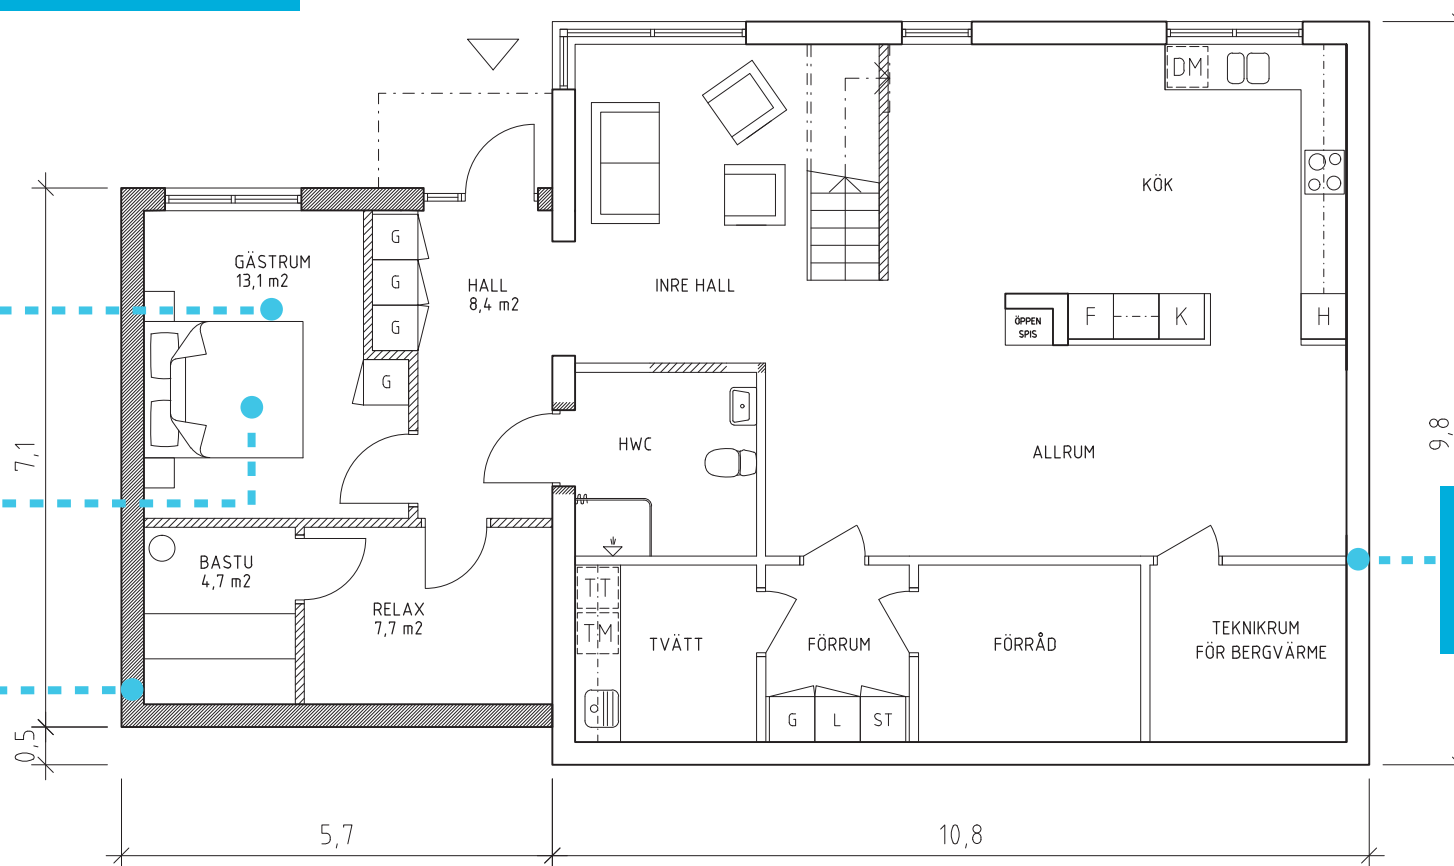 DM
KÖK
G
GÄSTRUM
13,1 m2
G
HALL
8,4 m2
INRE HALL
G
ÖPPEN
SPIS
F
K
H
G
7,1
HWC
ALLRUM
9,8
BASTU
4,7 m2
TT
RELAX
7,7 m2
TM
TVÄTT
FÖRRUM
FÖRRÅD
TEKNIKRUM
FÖR BERGVÄRME
G
L
ST
0,5
5,7
10,8